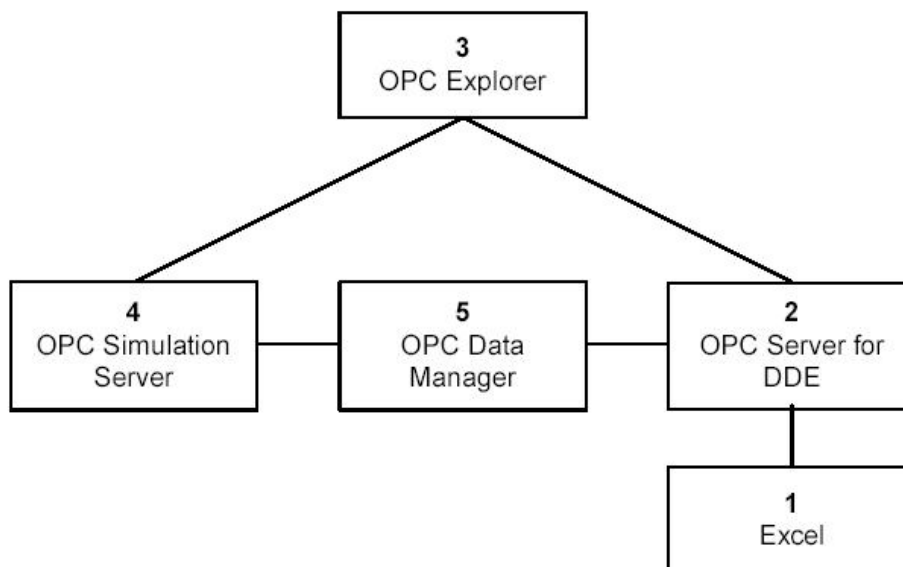 3
OPC Explorer
4
OPC Simulation
Server
5
OPC Data
Manager
2
OPC Server for
DDE
1
Excel